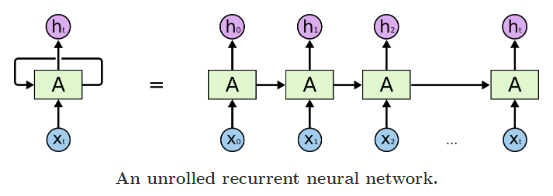 hₜ h₀ h₁ h₂ hₜ
A = A A A A
xₜ x₀ x₁ x₂ ... xₜ
An unrolled recurrent neural network.